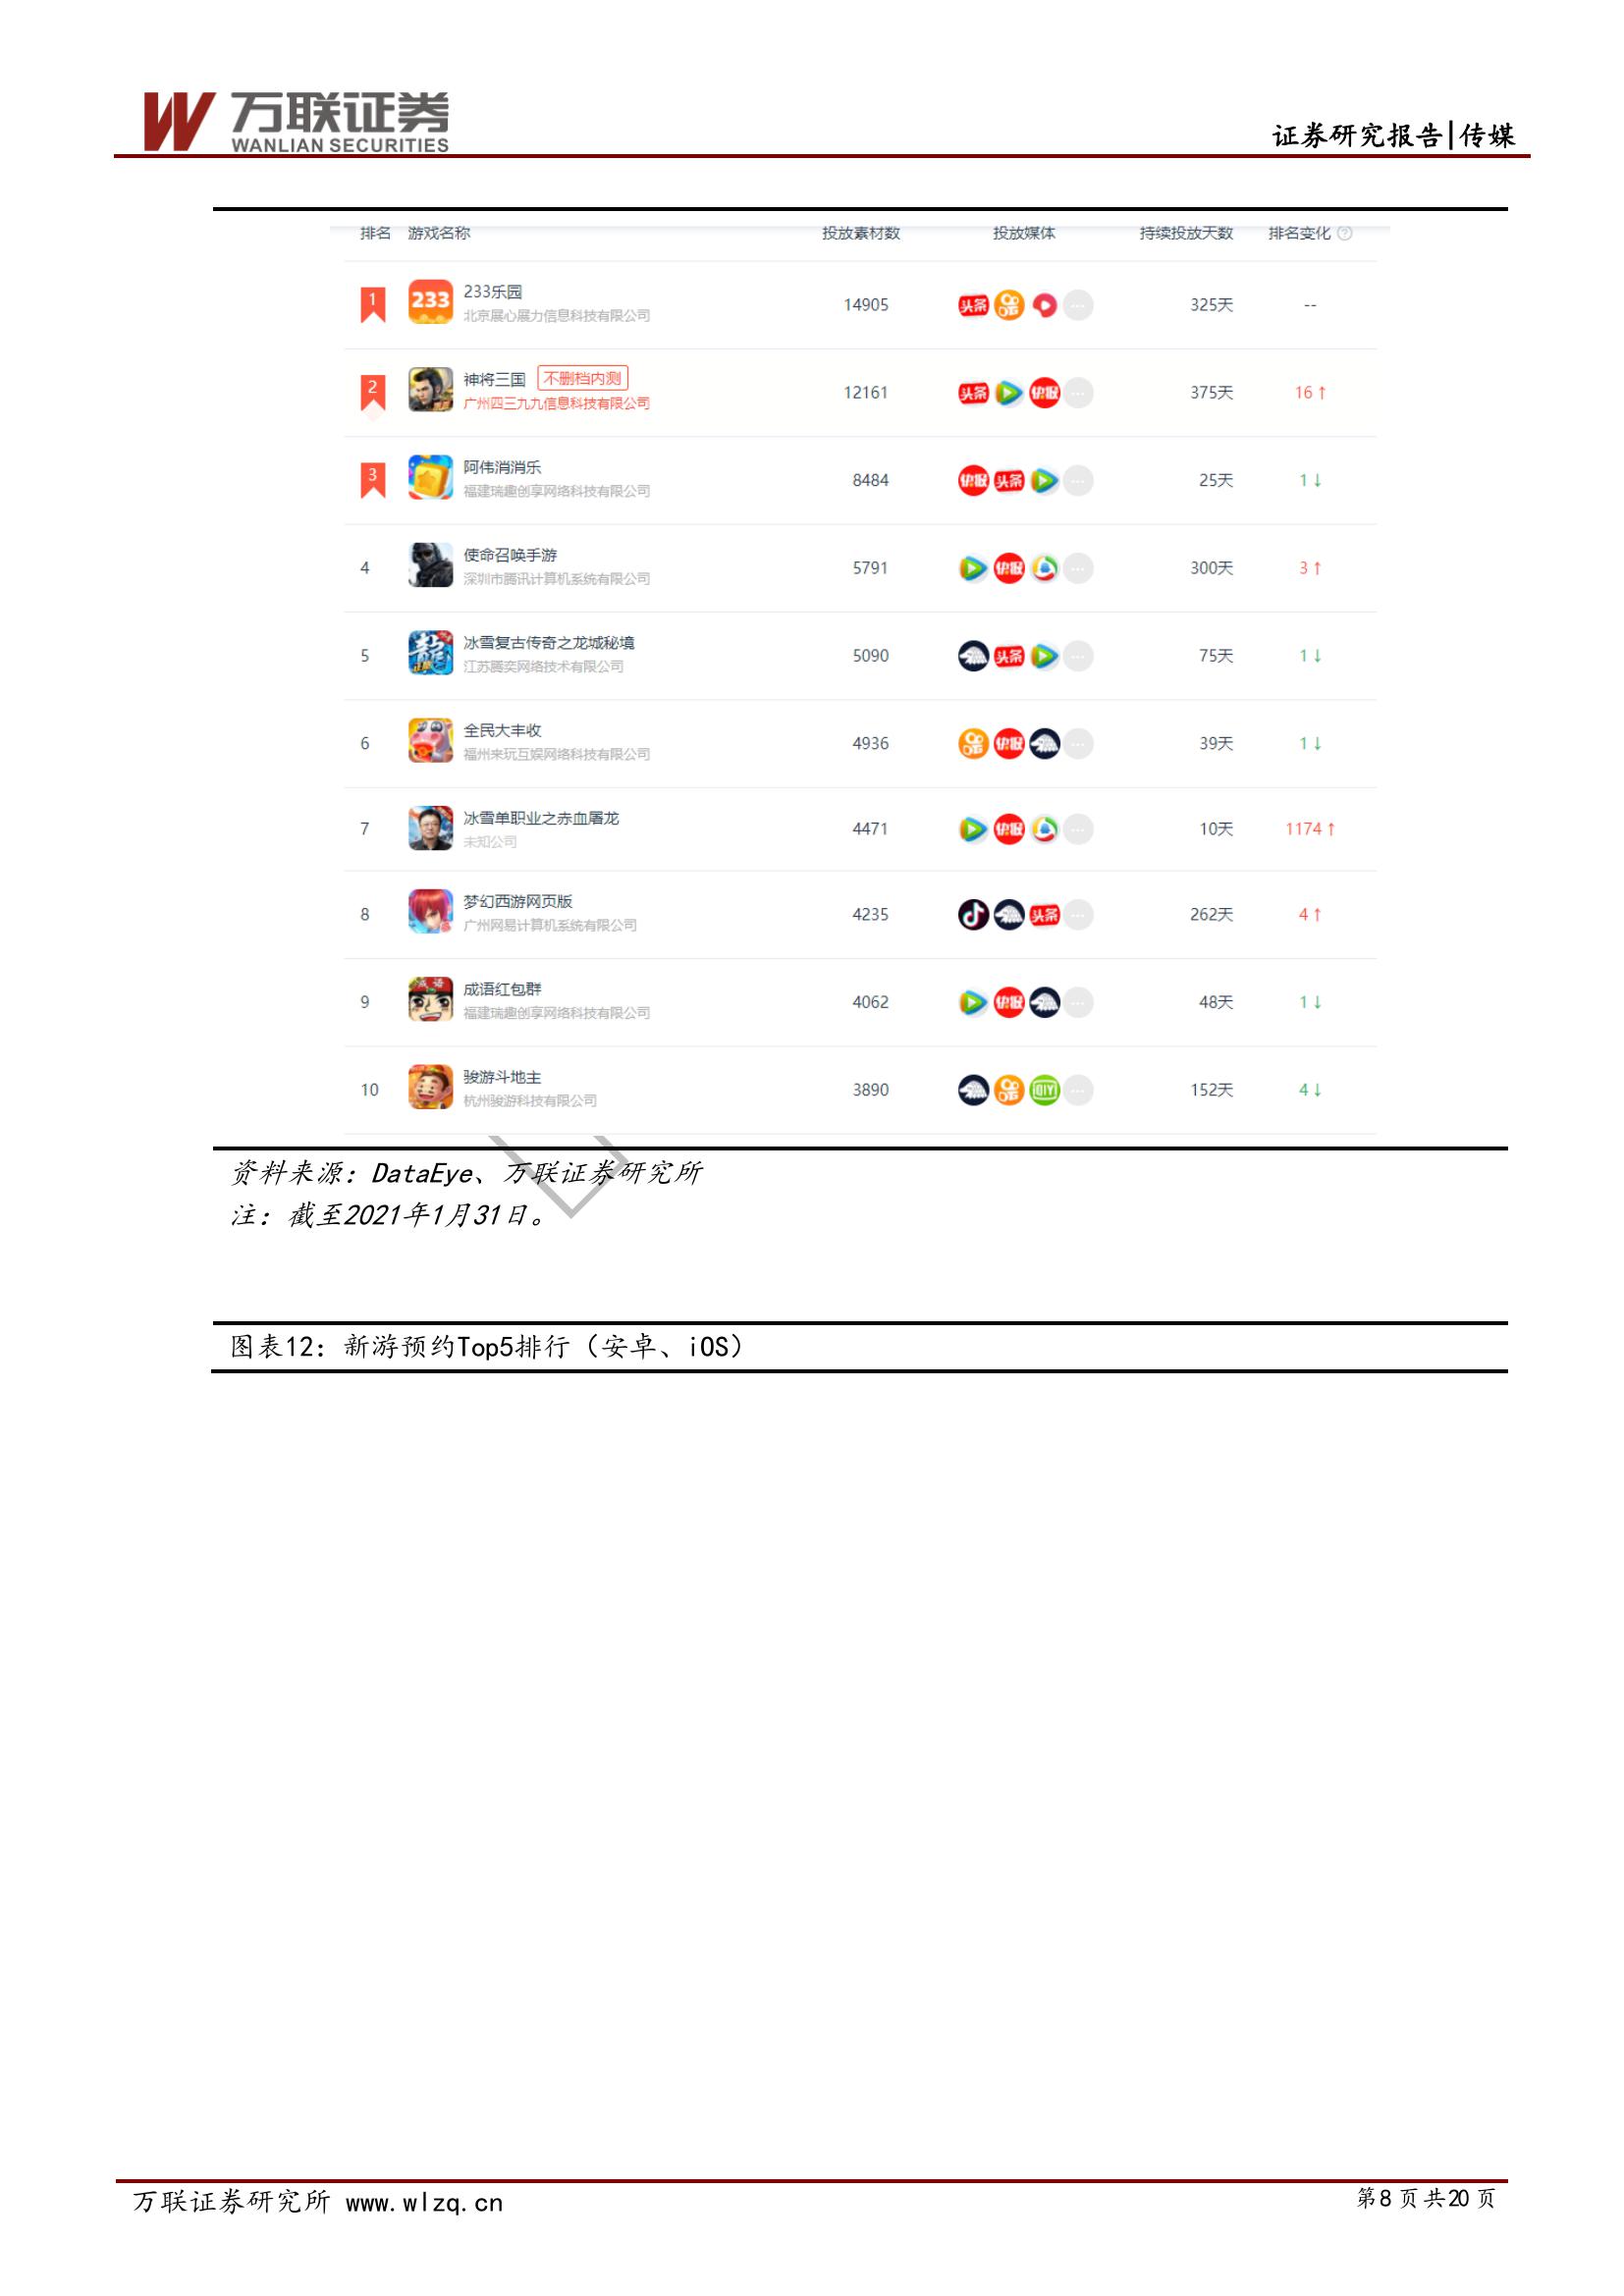 万联证券
WANLIAN SECURITIES
证券研究报告|传媒
排名 游戏名称 投放素材数 投放媒体 持续投放天数 排名变化 ?
1 233 233乐园 14905 头条 325天 --
北京展心展力信息科技有限公司
2 神将三国 不删档内测 12161 头条 快报 375天 16 ↑
广州四三九九信息科技有限公司
3 阿伟消消乐 8484 快报 头条 25天 1 ↓
福建瑞趣创享网络科技有限公司
4 使命召唤手游 5791 快报 300天 3 ↑
深圳市腾讯计算机系统有限公司
5 冰雪复古传奇之龙城秘境 5090 头条 75天 1 ↓
江苏腾奕网络技术有限公司
6 全民大丰收 4936 快报 39天 1 ↓
福州来玩互娱网络科技有限公司
7 冰雪单职业之赤血屠龙 4471 快报 10天 1174 ↑
未知公司
8 梦幻西游网页版 4235 头条 262天 4 ↑
广州网易计算机系统有限公司
9 成语红包群 4062 快报 48天 1 ↓
福建瑞趣创享网络科技有限公司
10 骏游斗地主 3890 QIY 152天 4 ↓
杭州骏游科技有限公司
资料来源：DataEye、万联证券研究所
注：截至2021年1月31日。
图表12：新游预约Top5排行（安卓、iOS）
万联证券研究所 www.wlzq.cn
第8 页 共20 页